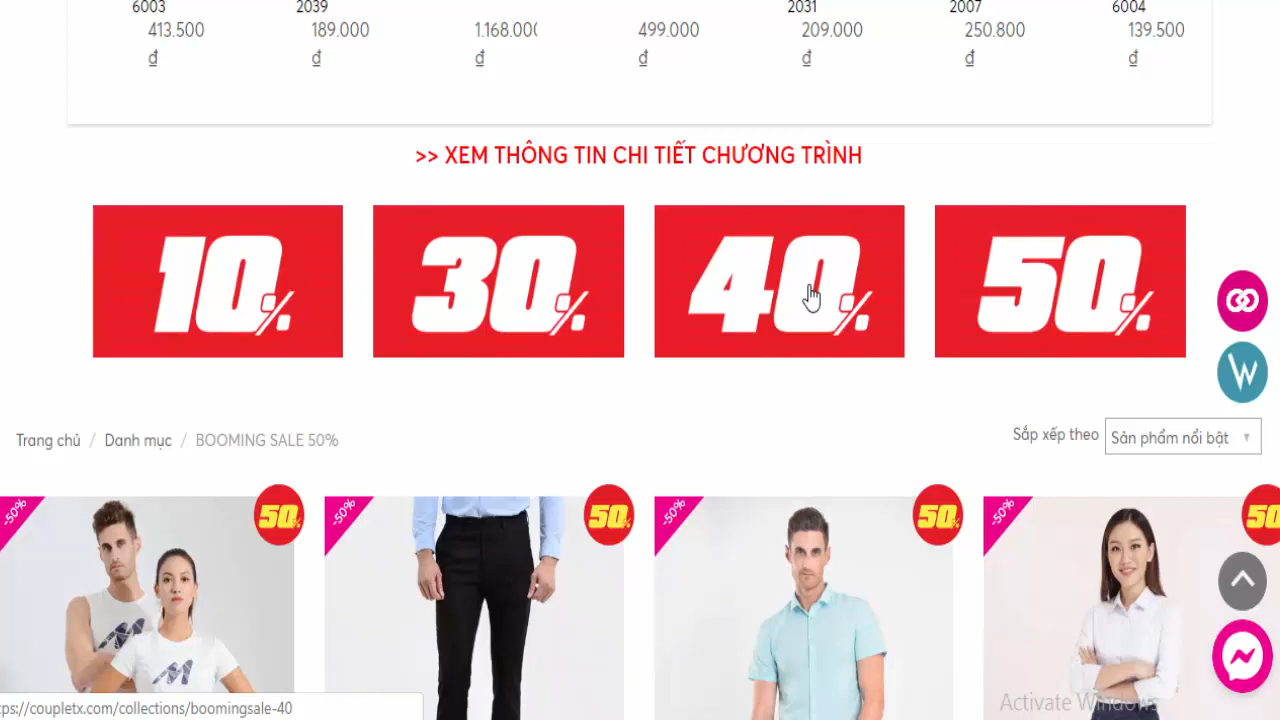 6003 2039 2031 2007 6004
413.500 189.000 1.168.000 499.000 209.000 250.800 139.500
₫ ₫ ₫ ₫ ₫ ₫ ₫
>> XEM THÔNG TIN CHI TIẾT CHƯƠNG TRÌNH
10% 30% 40% 50%
W
Trang chủ / Danh mục / BOOMING SALE 50%
Sắp xếp theo Sản phẩm nổi bật
-50% 50% -50% 50% -50% 50% -50% 50
Activate Windows
tps://coupletx.com/collections/boomingsale-40